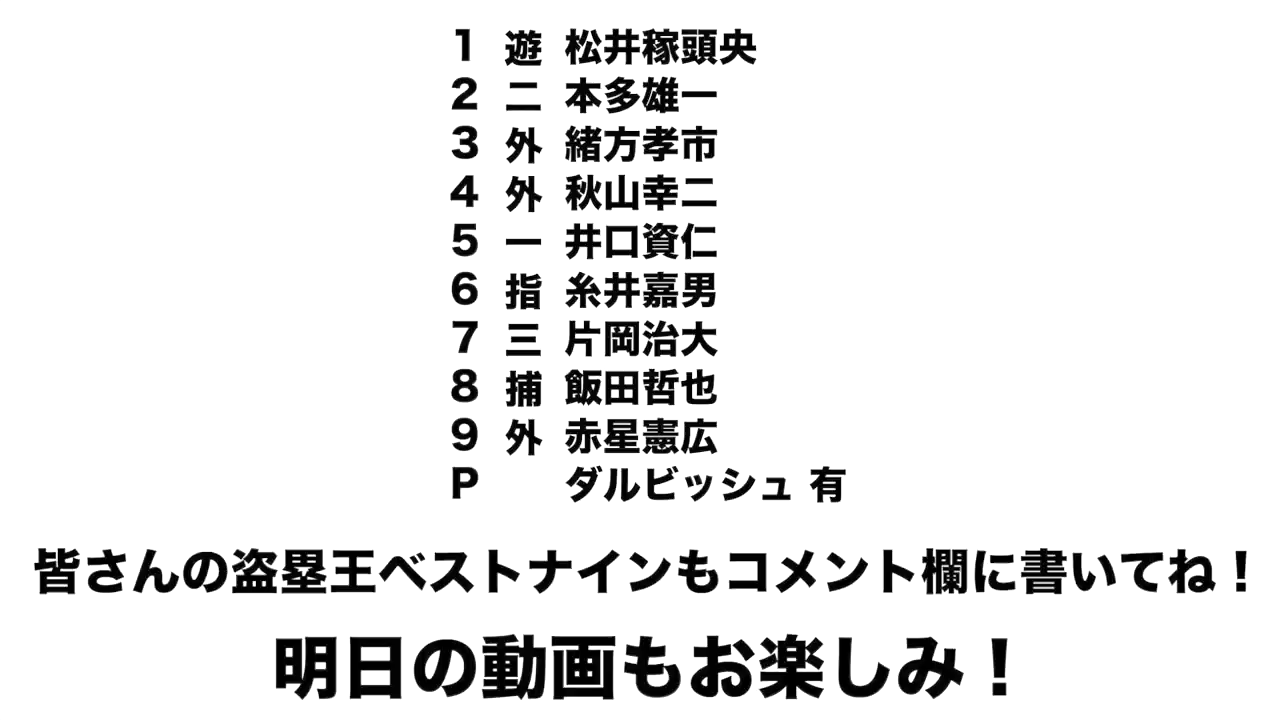 1 遊 松井稼頭央
2 二 本多雄一
3 外 緒方孝市
4 外 秋山幸二
5 一 井口資仁
6 指 糸井嘉男
7 三 片岡治大
8 捕 飯田哲也
9 外 赤星憲広
P ダルビッシュ 有
皆さんの盗塁王ベストナインもコメント欄に書いてね！
明日の動画もお楽しみ！